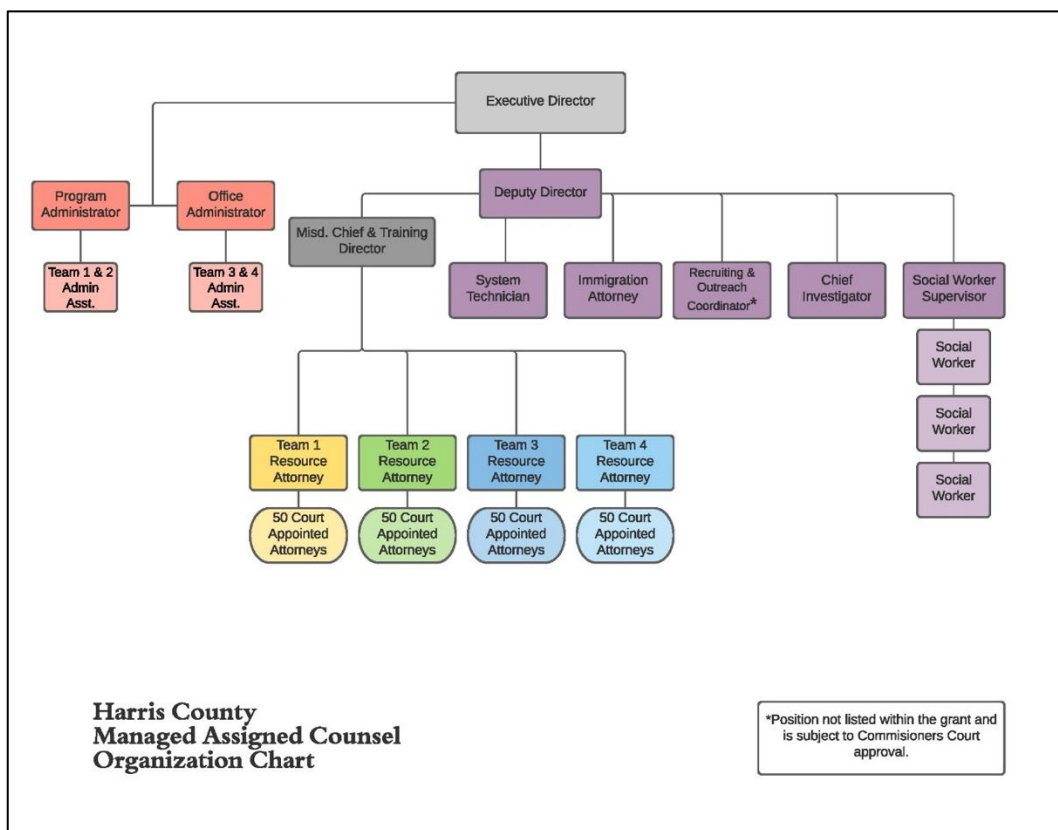 Executive Director
Deputy Director
Program
Administrator
Office
Administrator
Misd. Chief & Training
Director
Team 1 & 2
Admin
Asst.
Team 3 & 4
Admin
Asst.
System
Technician
Immigration
Attorney
Recruiting &
Outreach
Coordinator*
Chief
Investigator
Social Worker
Supervisor
Social
Worker
Social
Worker
Social
Worker
Team 1
Resource
Attorney
Team 2
Resource
Attorney
Team 3
Resource
Attorney
Team 4
Resource
Attorney
50 Court
Appointed
Attorneys
50 Court
Appointed
Attorneys
50 Court
Appointed
Attorneys
50 Court
Appointed
Attorneys
Harris County
Managed Assigned Counsel
Organization Chart
*Position not listed within the grant and
is subject to Commisioners Court
approval.